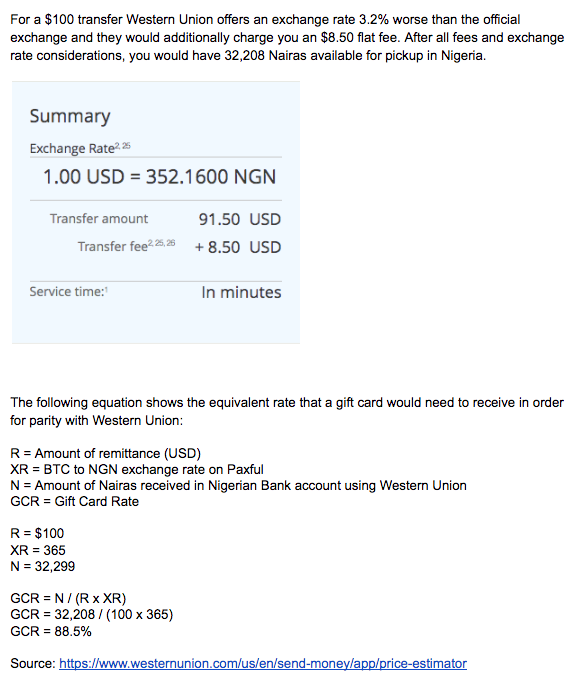 For a $100 transfer Western Union offers an exchange rate 3.2% worse than the official
exchange and they would additionally charge you an $8.50 flat fee. After all fees and exchange
rate considerations, you would have 32,208 Nairas available for pickup in Nigeria.
Summary
Exchange Rate2, 25
1.00 USD = 352.1600 NGN
Transfer amount 91.50 USD
Transfer fee2, 25, 26 + 8.50 USD
Service time:1 In minutes
The following equation shows the equivalent rate that a gift card would need to receive in order
for parity with Western Union:
R = Amount of remittance (USD)
XR = BTC to NGN exchange rate on Paxful
N = Amount of Nairas received in Nigerian Bank account using Western Union
GCR = Gift Card Rate
R = $100
XR = 365
N = 32,299
GCR = N / (R x XR)
GCR = 32,208 / (100 x 365)
GCR = 88.5%
Source: https://www.westernunion.com/us/en/send-money/app/price-estimator